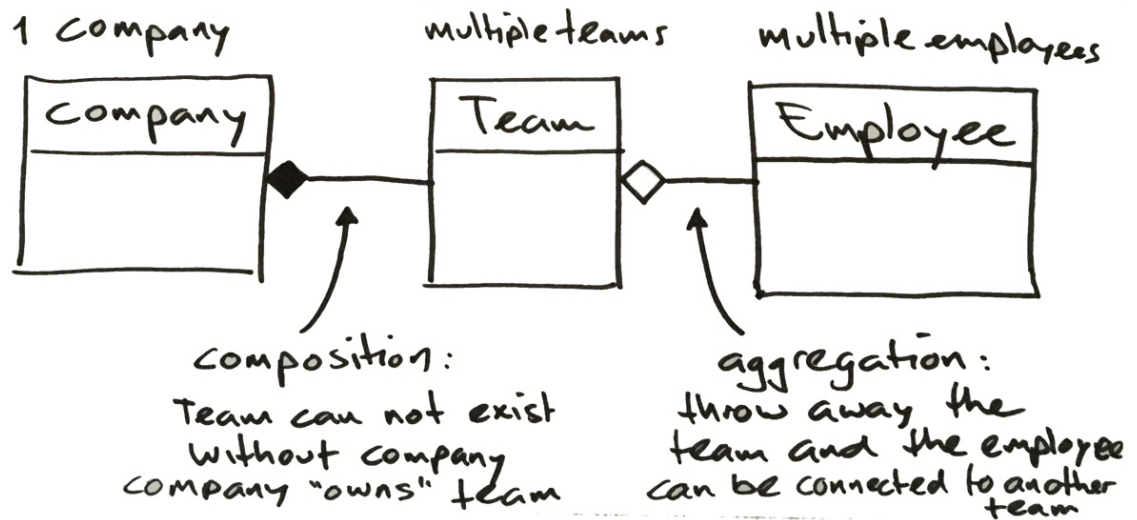 1 company
multiple teams
multiple employees
company
Team
Employee
composition:
Team can not exist
without company
company "owns" team
aggregation:
throw away the
team and the employee
can be connected to another
team